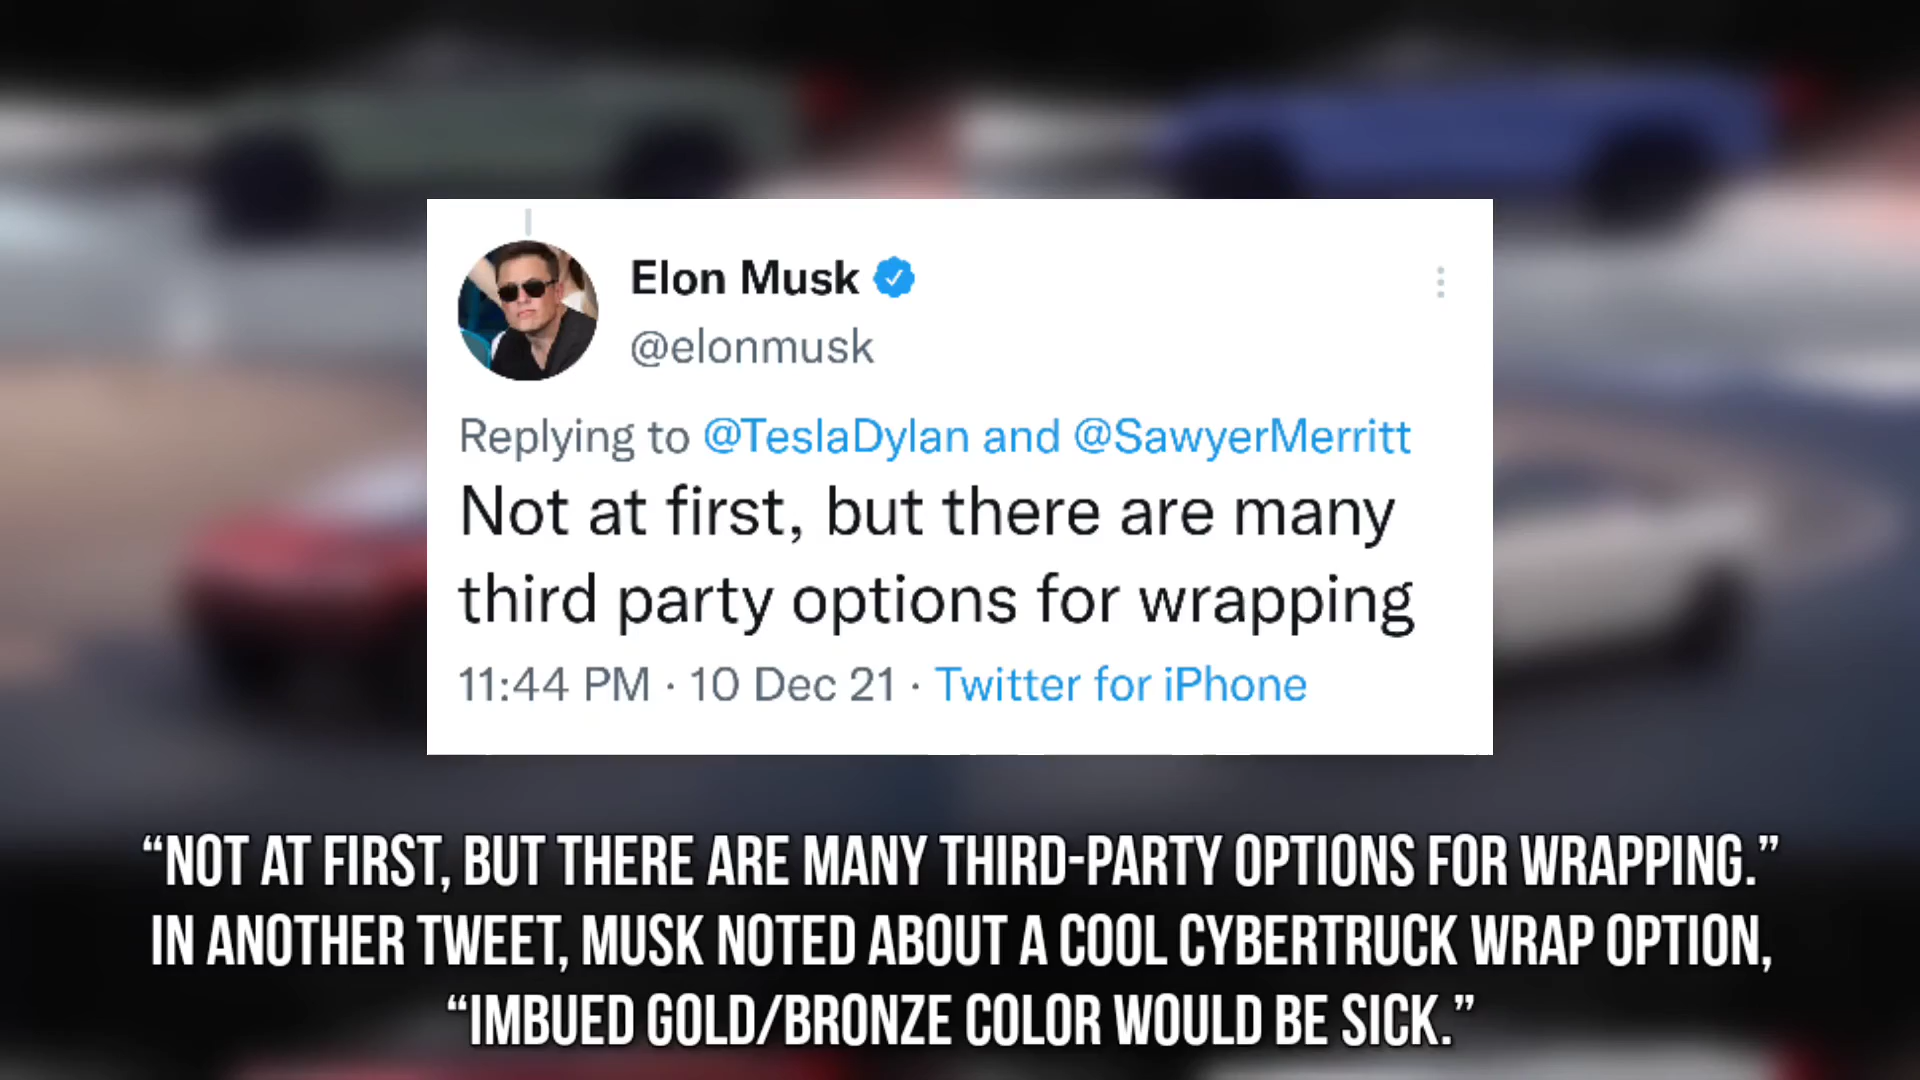 Elon Musk
@elonmusk
Replying to @TeslaDylan and @SawyerMerritt
Not at first, but there are many
third party options for wrapping
11:44 PM · 10 Dec 21 · Twitter for iPhone
“NOT AT FIRST, BUT THERE ARE MANY THIRD-PARTY OPTIONS FOR WRAPPING.”
IN ANOTHER TWEET, MUSK NOTED ABOUT A COOL CYBERTRUCK WRAP OPTION,
“IMBUED GOLD/BRONZE COLOR WOULD BE SICK.”